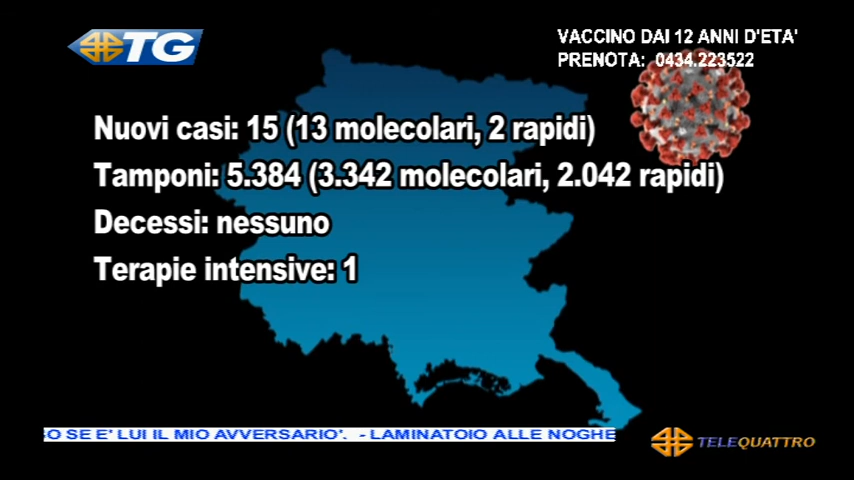 TG
VACCINO DAI 12 ANNI D'ETA'
PRENOTA: 0434.223522
Nuovi casi: 15 (13 molecolari, 2 rapidi)
Tamponi: 5.384 (3.342 molecolari, 2.042 rapidi)
Decessi: nessuno
Terapie intensive: 1
O SE E' LUI IL MIO AVVERSARIO'. - LAMINATOIO ALLE NOGHE
TELEQUATTRO